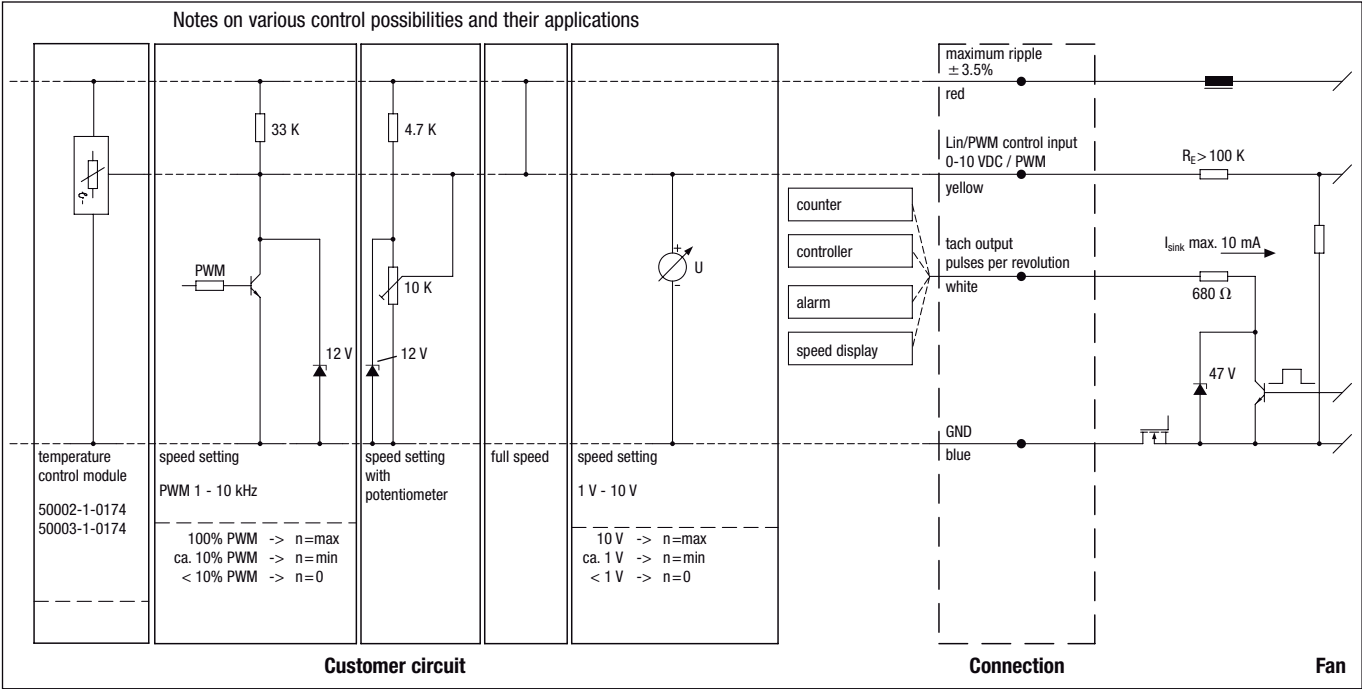 Notes on various control possibilities and their applications
maximum ripple
± 3.5%
red
33 K
4.7 K
Lin/PWM control input
0-10 VDC / PWM
yellow
RE > 100 K
counter
controller
alarm
speed display
tach output
pulses per revolution
white
Isink max. 10 mA
680 Ω
PWM
10 K
+
U
-
12 V
12 V
47 V
GND
blue
temperature
control module
50002-1-0174
50003-1-0174
speed setting
PWM 1 - 10 kHz
100% PWM -> n=max
ca. 10% PWM -> n=min
< 10% PWM -> n=0
speed setting
with
potentiometer
full speed
speed setting
1 V - 10 V
10 V -> n=max
ca. 1 V -> n=min
< 1 V -> n=0
Customer circuit
Connection
Fan